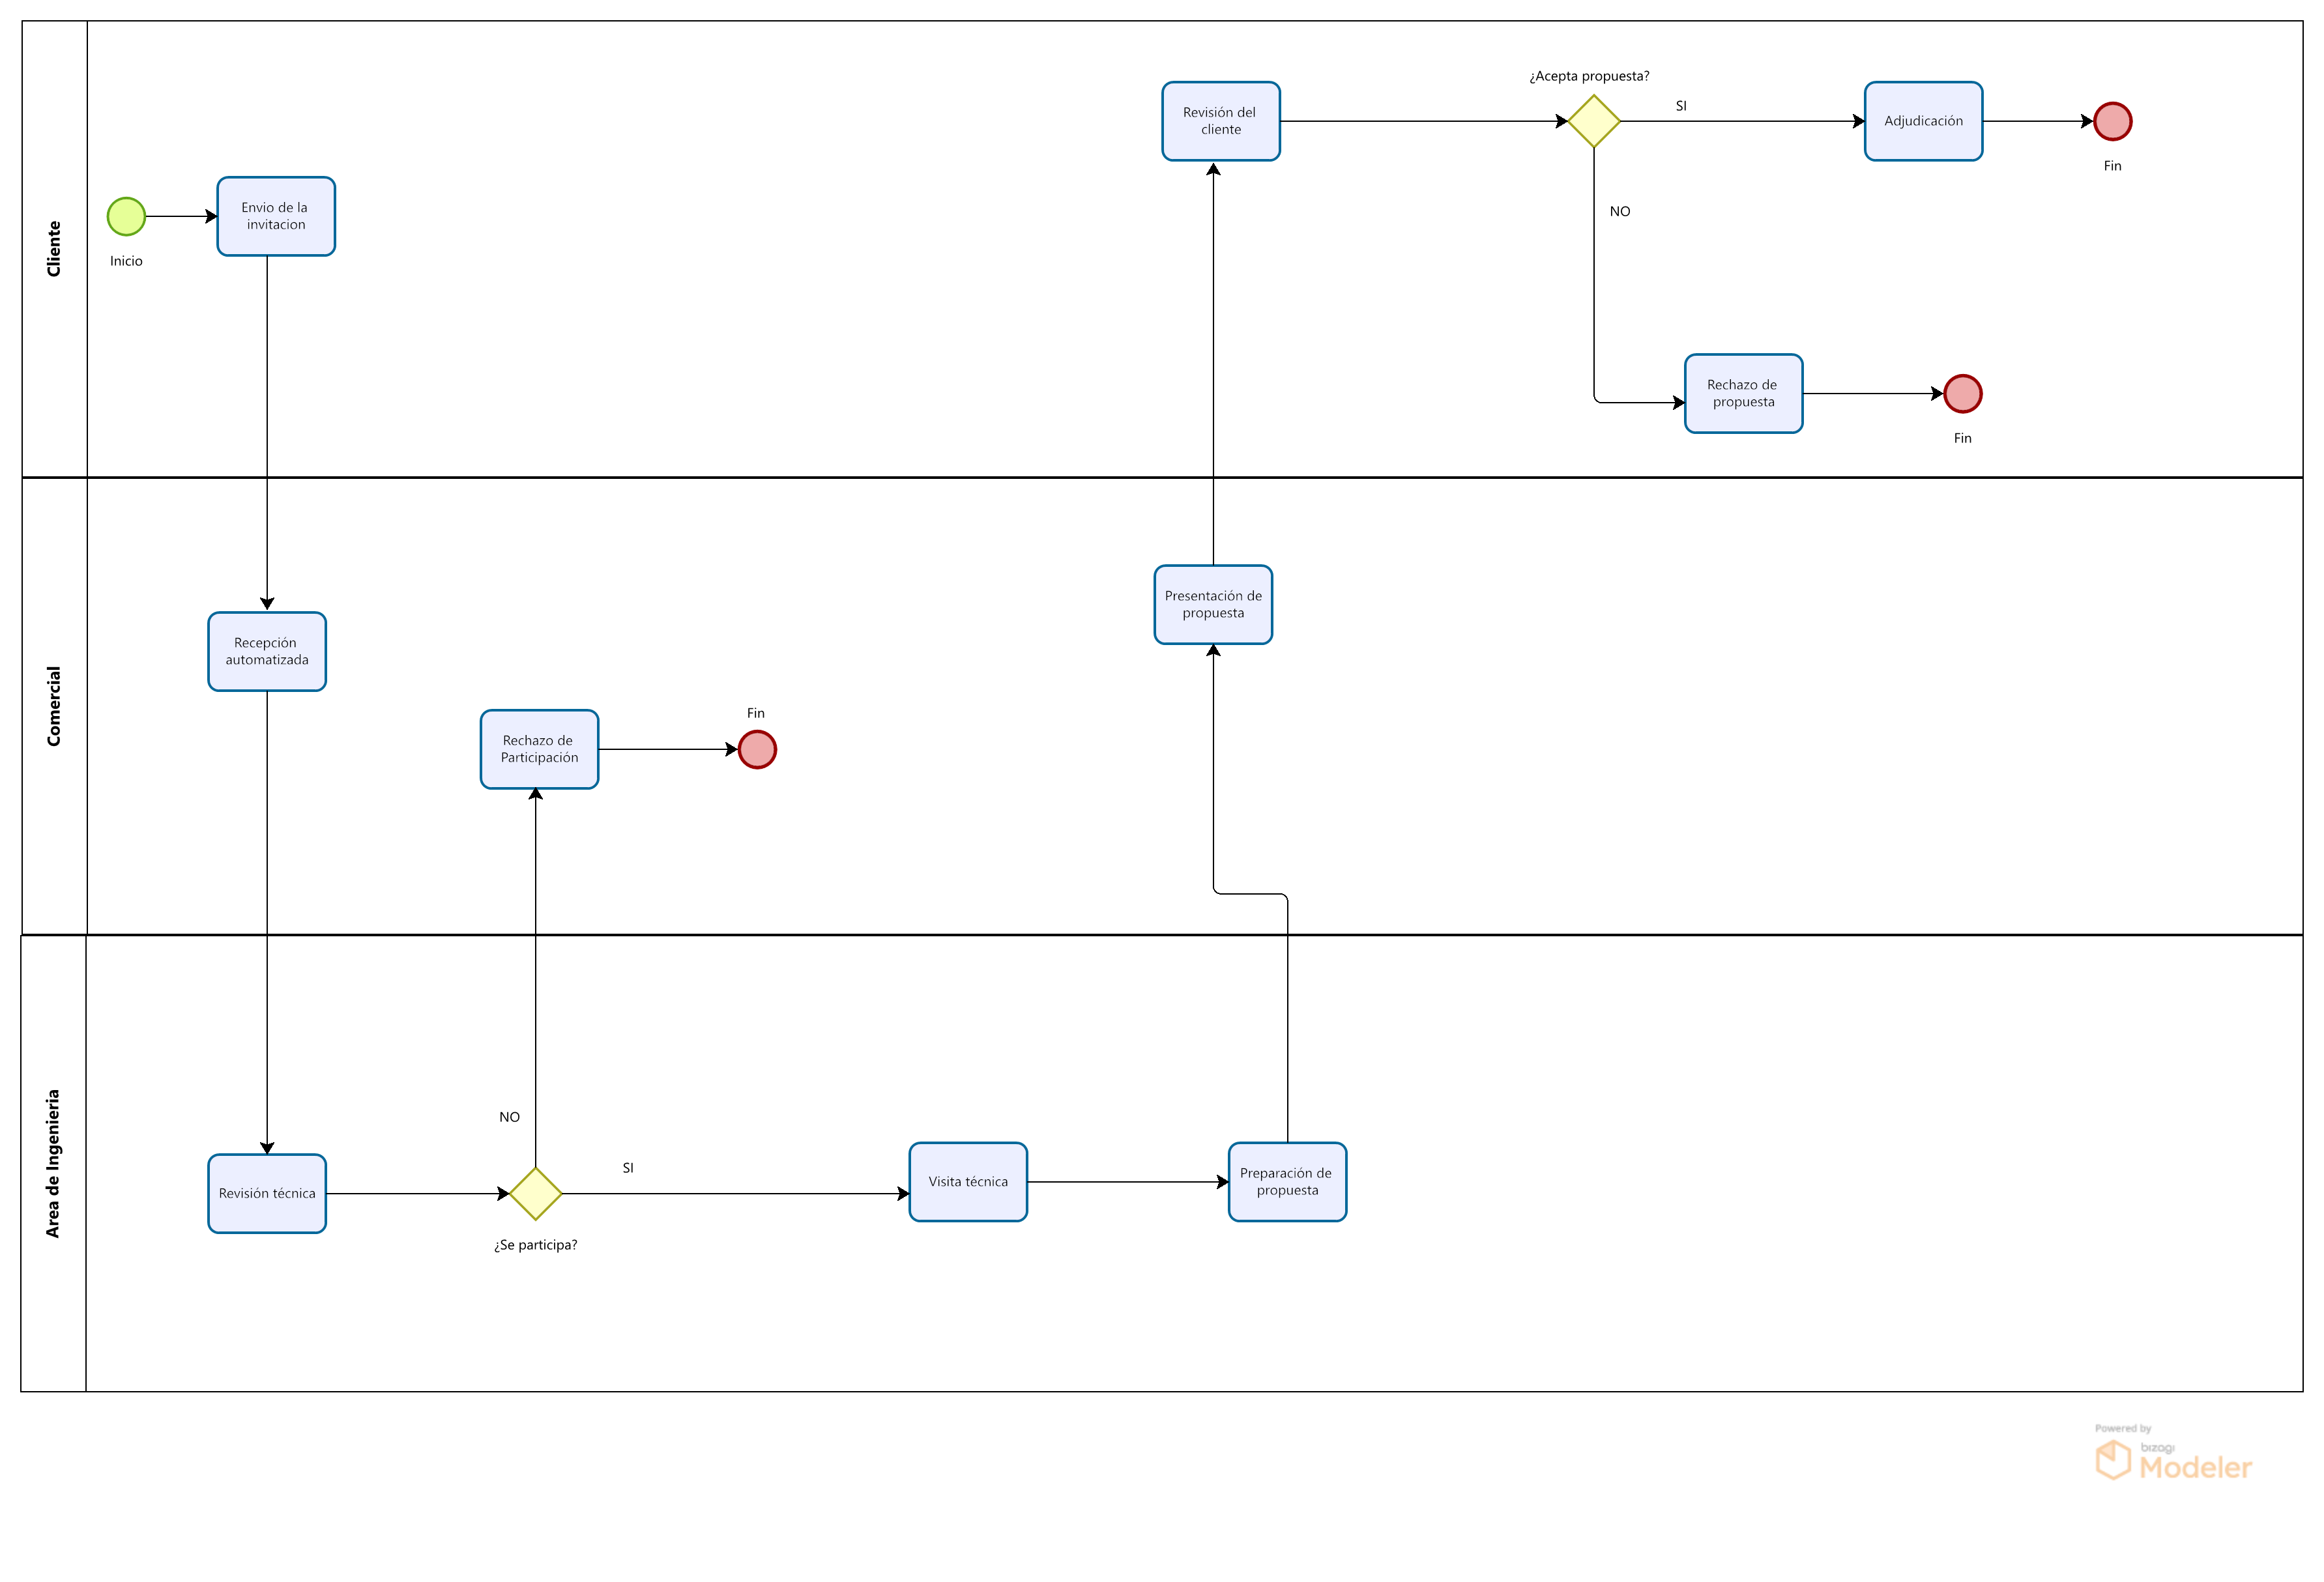 Cliente
Inicio
Envio de la
invitacion
Revisión del
cliente
¿Acepta propuesta?
SI
NO
Adjudicación
Fin
Rechazo de
propuesta
Fin
Comercial
Recepción
automatizada
Rechazo de
Participación
Fin
Presentación de
propuesta
Area de Ingenieria
Revisión técnica
NO
SI
¿Se participa?
Visita técnica
Preparación de
propuesta
Powered by
bizagi
Modeler